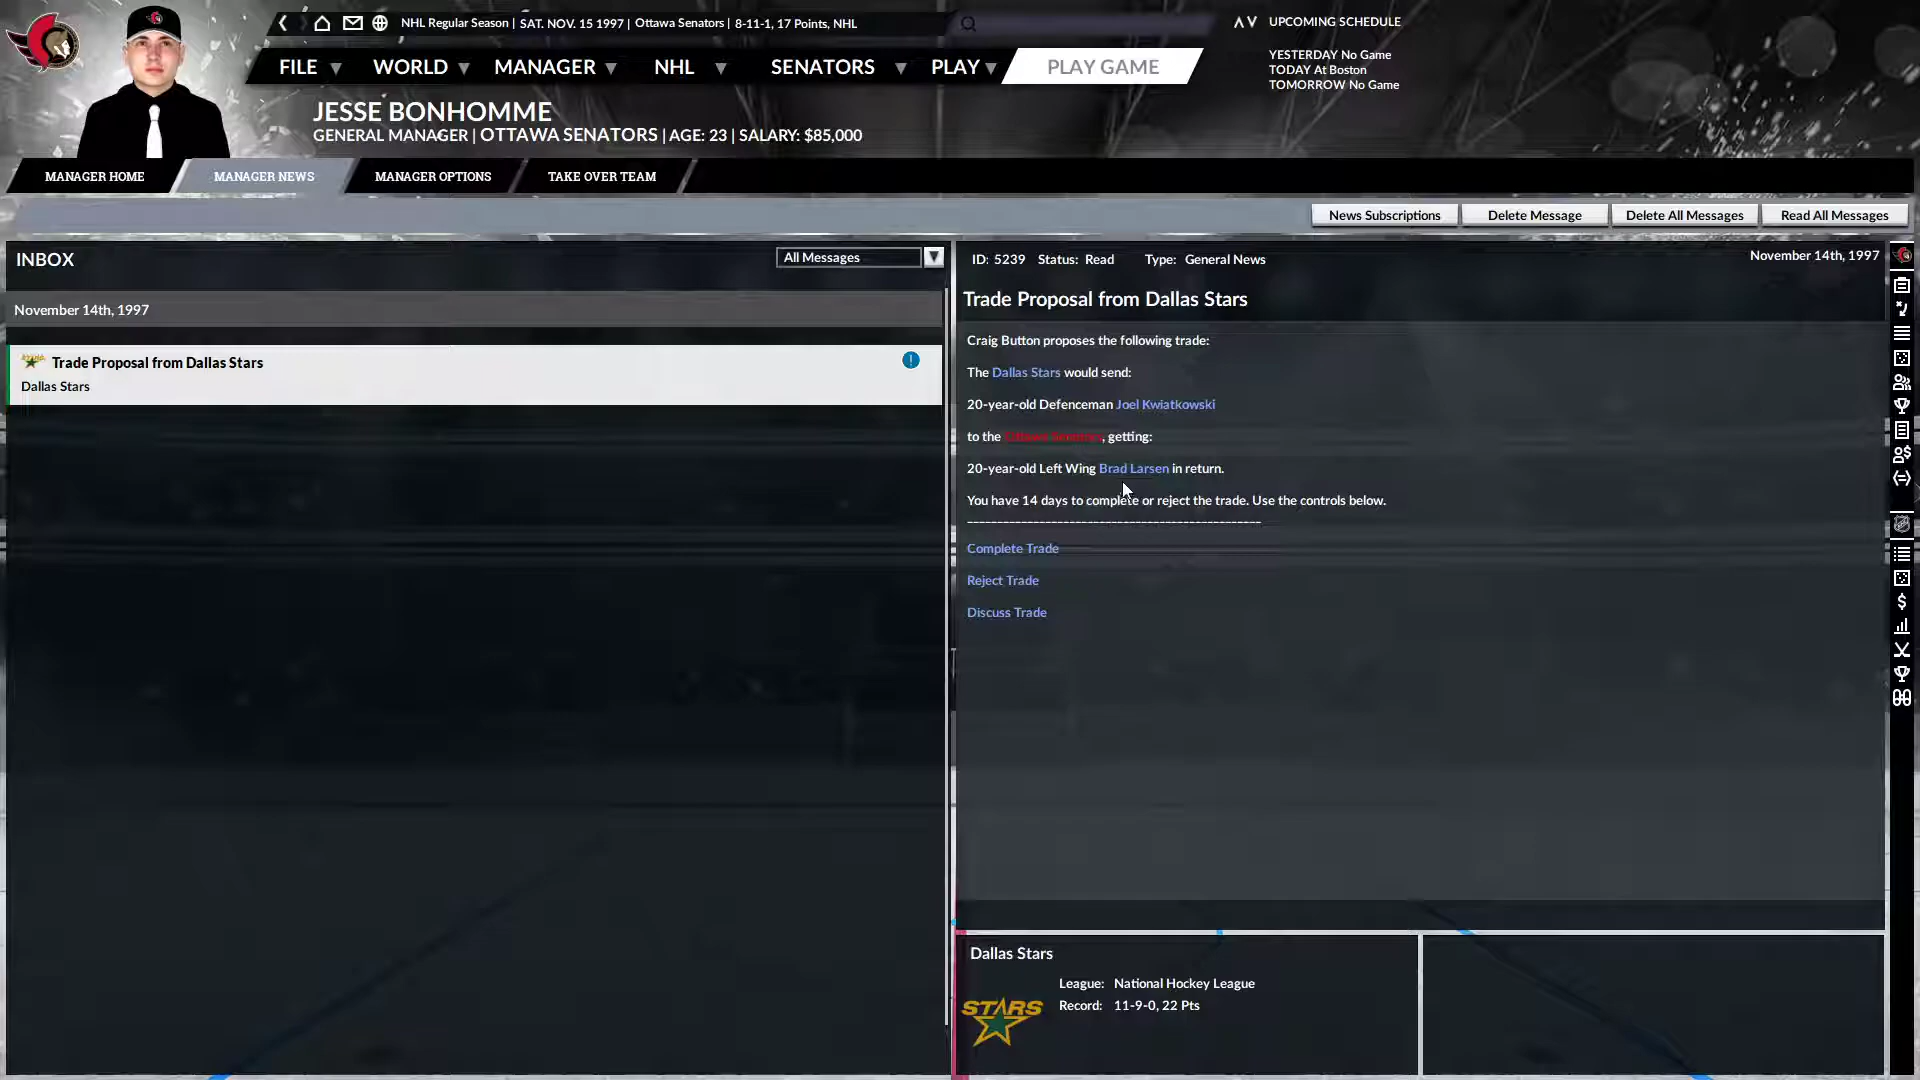 NHL Regular Season | SAT. NOV. 15 1997 | Ottawa Senators | 8-11-1, 17 Points, NHL
UPCOMING SCHEDULE
YESTERDAY No Game
TODAY At Boston
TOMORROW No Game
FILE WORLD MANAGER NHL SENATORS PLAY PLAY GAME
JESSE BONHOMME
GENERAL MANAGER | OTTAWA SENATORS | AGE: 23 | SALARY: $85,000
MANAGER HOME MANAGER NEWS MANAGER OPTIONS TAKE OVER TEAM
News Subscriptions Delete Message Delete All Messages Read All Messages
INBOX All Messages
November 14th, 1997
Trade Proposal from Dallas Stars
Dallas Stars
ID: 5239 Status: Read Type: General News November 14th, 1997
Trade Proposal from Dallas Stars
Craig Button proposes the following trade:
The Dallas Stars would send:
20-year-old Defenceman Joel Kwiatkowski
to the Ottawa Senators, getting:
20-year-old Left Wing Brad Larsen in return.
You have 14 days to complete or reject the trade. Use the controls below.
Complete Trade
Reject Trade
Discuss Trade
Dallas Stars
League: National Hockey League
Record: 11-9-0, 22 Pts
STARS